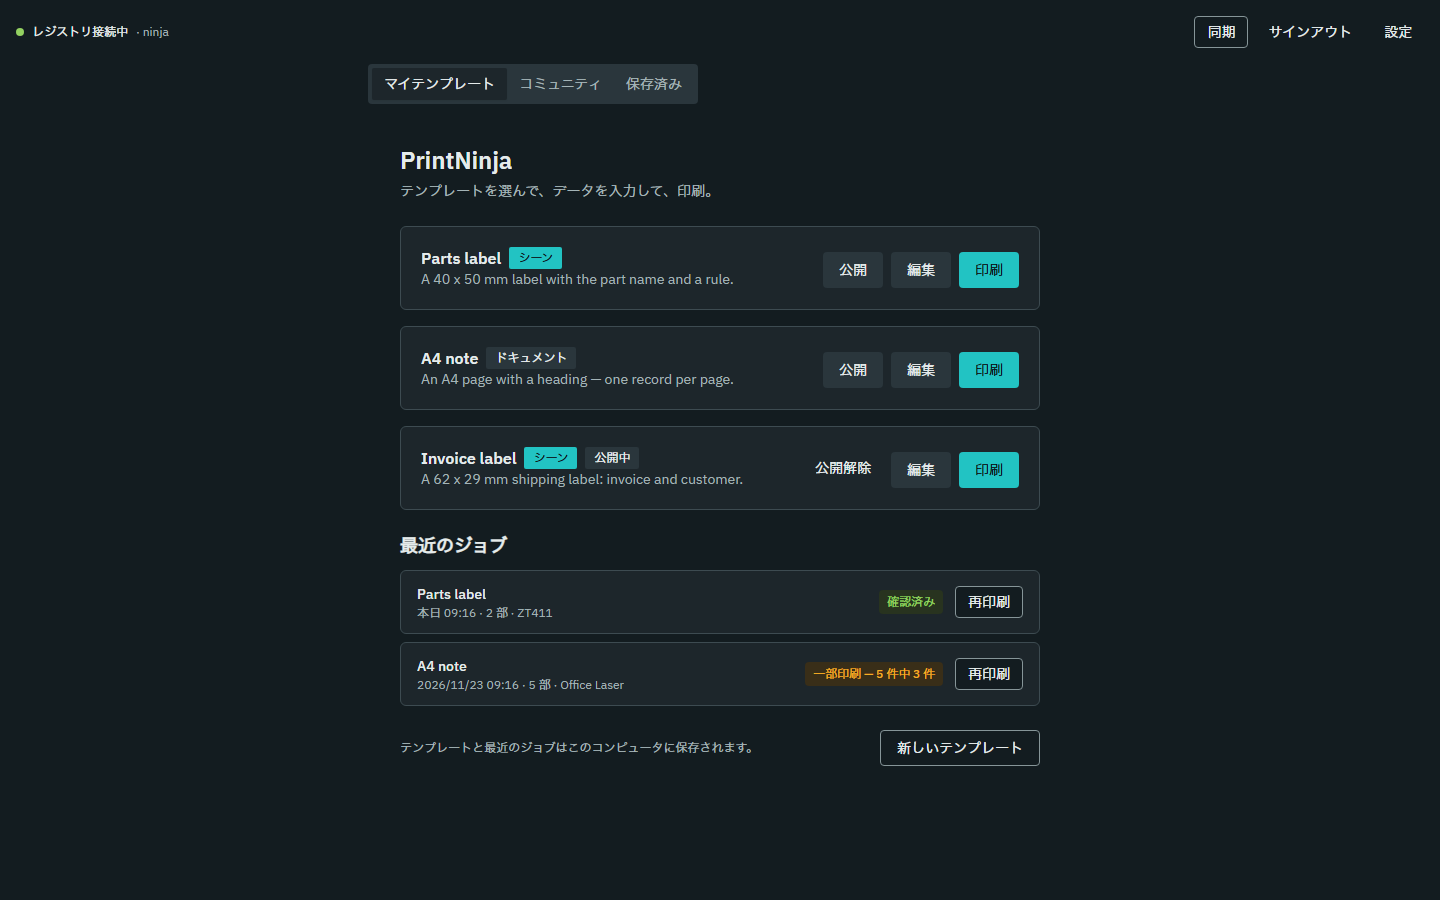 レジストリ接続中 · ninja
同期 サインアウト 設定
マイテンプレート コミュニティ 保存済み
PrintNinja
テンプレートを選んで、データを入力して、印刷。
Parts label シーン
A 40 x 50 mm label with the part name and a rule.
公開 編集 印刷
A4 note ドキュメント
An A4 page with a heading — one record per page.
公開 編集 印刷
Invoice label シーン 公開中
A 62 x 29 mm shipping label: invoice and customer.
公開解除 編集 印刷
最近のジョブ
Parts label
本日 09:16 · 2 部 · ZT411
確認済み 再印刷
A4 note
2026/11/23 09:16 · 5 部 · Office Laser
一部印刷 — 5 件中 3 件 再印刷
テンプレートと最近のジョブはこのコンピュータに保存されます。
新しいテンプレート